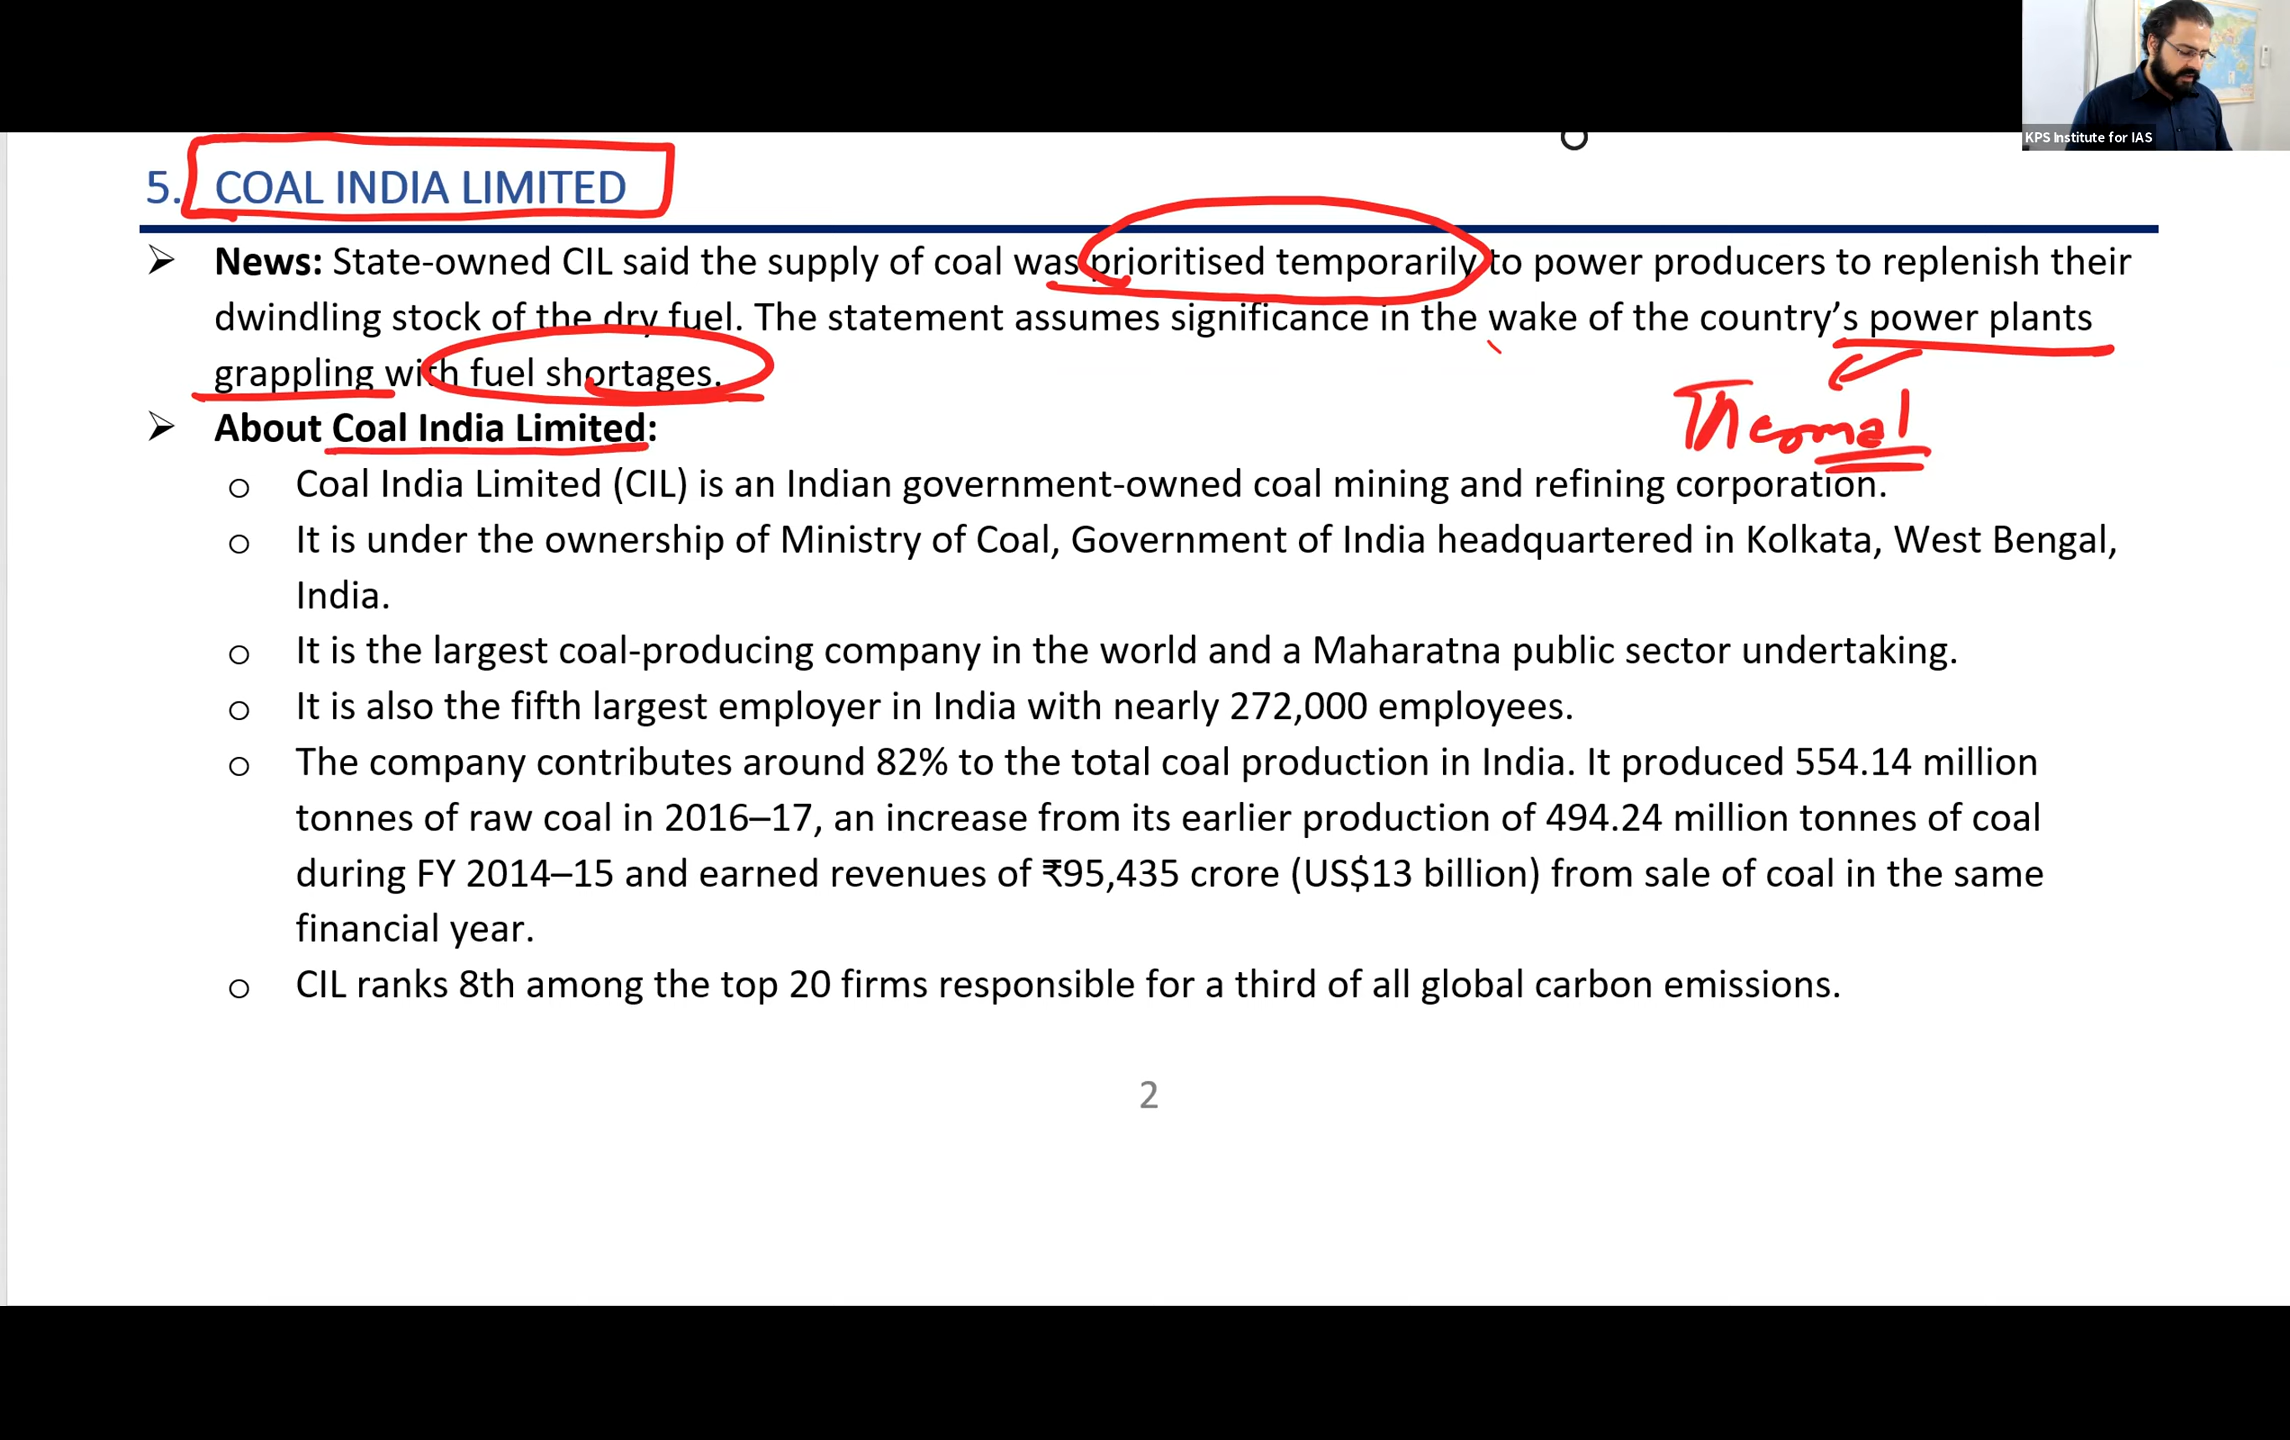 KPS Institute for IAS
5. COAL INDIA LIMITED
➢ News: State-owned CIL said the supply of coal was prioritised temporarily to power producers to replenish their
dwindling stock of the dry fuel. The statement assumes significance in the wake of the country’s power plants
grappling with fuel shortages.
Thermal
➢ About Coal India Limited:
o Coal India Limited (CIL) is an Indian government-owned coal mining and refining corporation.
o It is under the ownership of Ministry of Coal, Government of India headquartered in Kolkata, West Bengal,
India.
o It is the largest coal-producing company in the world and a Maharatna public sector undertaking.
o It is also the fifth largest employer in India with nearly 272,000 employees.
o The company contributes around 82% to the total coal production in India. It produced 554.14 million
tonnes of raw coal in 2016–17, an increase from its earlier production of 494.24 million tonnes of coal
during FY 2014–15 and earned revenues of ₹95,435 crore (US$13 billion) from sale of coal in the same
financial year.
o CIL ranks 8th among the top 20 firms responsible for a third of all global carbon emissions.
2